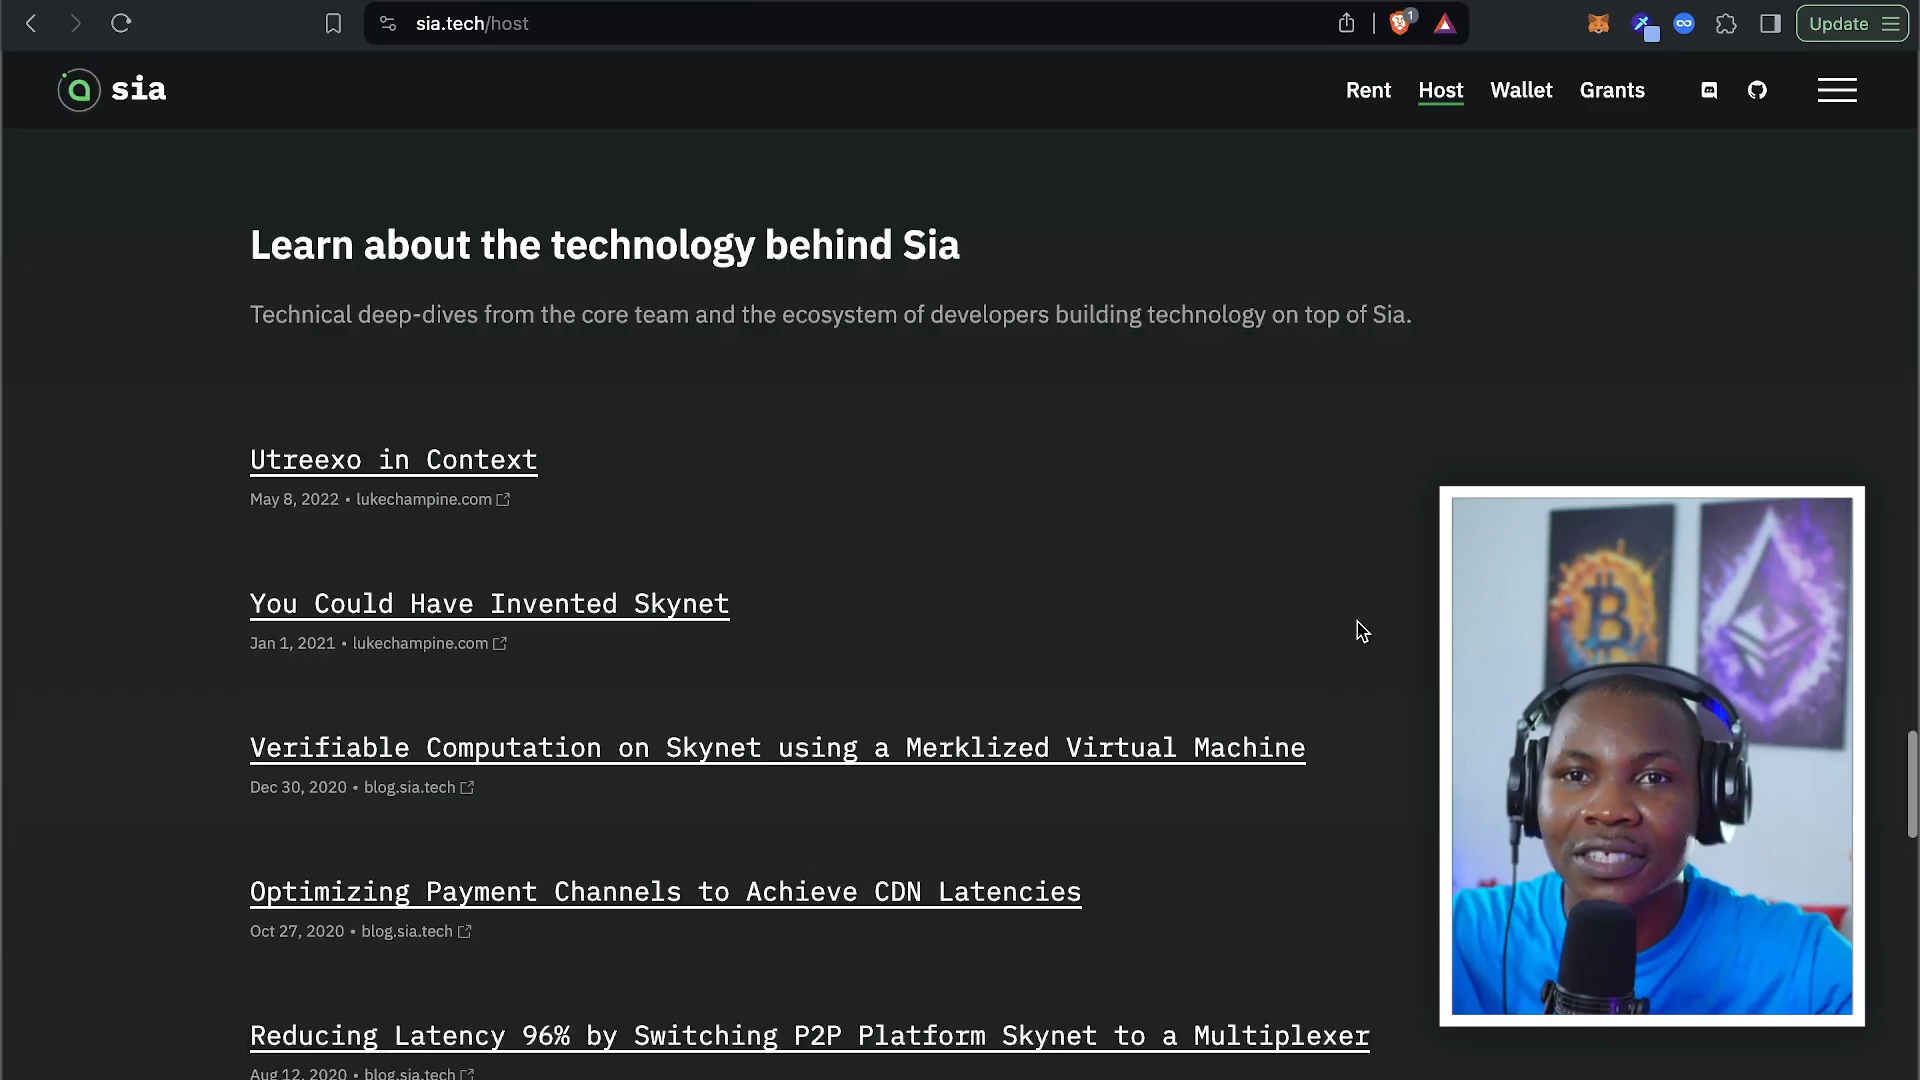 sia.tech/host
1
Update
sia
Rent
Host
Wallet
Grants
Learn about the technology behind Sia
Technical deep-dives from the core team and the ecosystem of developers building technology on top of Sia.
Utreexo in Context
May 8, 2022 • lukechampine.com
You Could Have Invented Skynet
Jan 1, 2021 • lukechampine.com
Verifiable Computation on Skynet using a Merklized Virtual Machine
Dec 30, 2020 • blog.sia.tech
Optimizing Payment Channels to Achieve CDN Latencies
Oct 27, 2020 • blog.sia.tech
Reducing Latency 96% by Switching P2P Platform Skynet to a Multiplexer
Aug 12, 2020 • blog.sia.tech